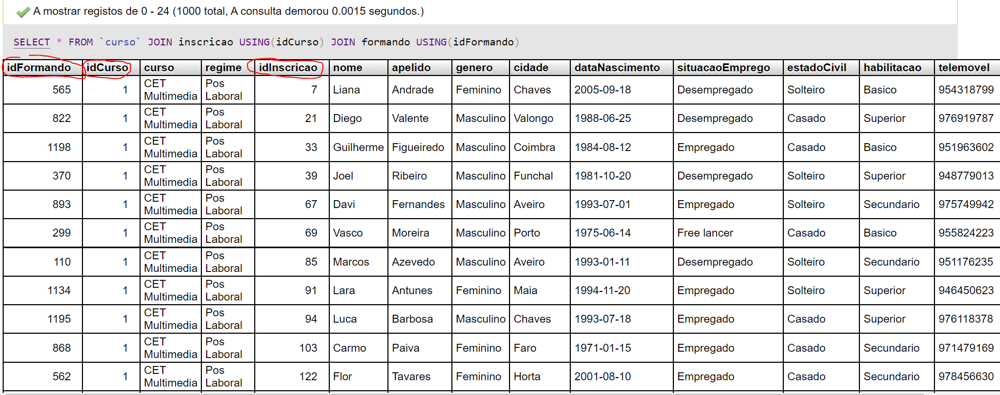 A mostrar registos de 0 - 24 (1000 total, A consulta demorou 0.0015 segundos.)
SELECT * FROM `curso` JOIN inscricao USING(idCurso) JOIN formando USING(idFormando)
idFormando idCurso curso regime idInscricao nome apelido genero cidade dataNascimento situacaoEmprego estadoCivil habilitacao telemovel
565 1 CET Multimedia Pos Laboral 7 Liana Andrade Feminino Chaves 2005-09-18 Desempregado Solteiro Basico 954318799
822 1 CET Multimedia Pos Laboral 21 Diego Valente Masculino Valongo 1988-06-25 Desempregado Casado Superior 976919787
1198 1 CET Multimedia Pos Laboral 33 Guilherme Figueiredo Masculino Coimbra 1984-08-12 Empregado Casado Basico 951963602
370 1 CET Multimedia Pos Laboral 39 Joel Ribeiro Masculino Funchal 1981-10-20 Desempregado Solteiro Superior 948779013
893 1 CET Multimedia Pos Laboral 67 Davi Fernandes Masculino Aveiro 1993-07-01 Empregado Solteiro Secundario 975749942
299 1 CET Multimedia Pos Laboral 69 Vasco Moreira Masculino Porto 1975-06-14 Free lancer Casado Basico 955824223
110 1 CET Multimedia Pos Laboral 85 Marcos Azevedo Masculino Aveiro 1993-01-11 Desempregado Solteiro Secundario 951176235
1134 1 CET Multimedia Pos Laboral 91 Lara Antunes Feminino Maia 1994-11-20 Empregado Solteiro Superior 946450623
1195 1 CET Multimedia Pos Laboral 94 Luca Barbosa Masculino Chaves 1993-07-18 Empregado Casado Superior 976118378
868 1 CET Multimedia Pos Laboral 103 Carmo Paiva Feminino Faro 1971-01-15 Empregado Casado Secundario 971479169
562 1 CET Multimedia Pos Laboral 122 Flor Tavares Feminino Horta 2001-08-10 Empregado Casado Secundario 978456630